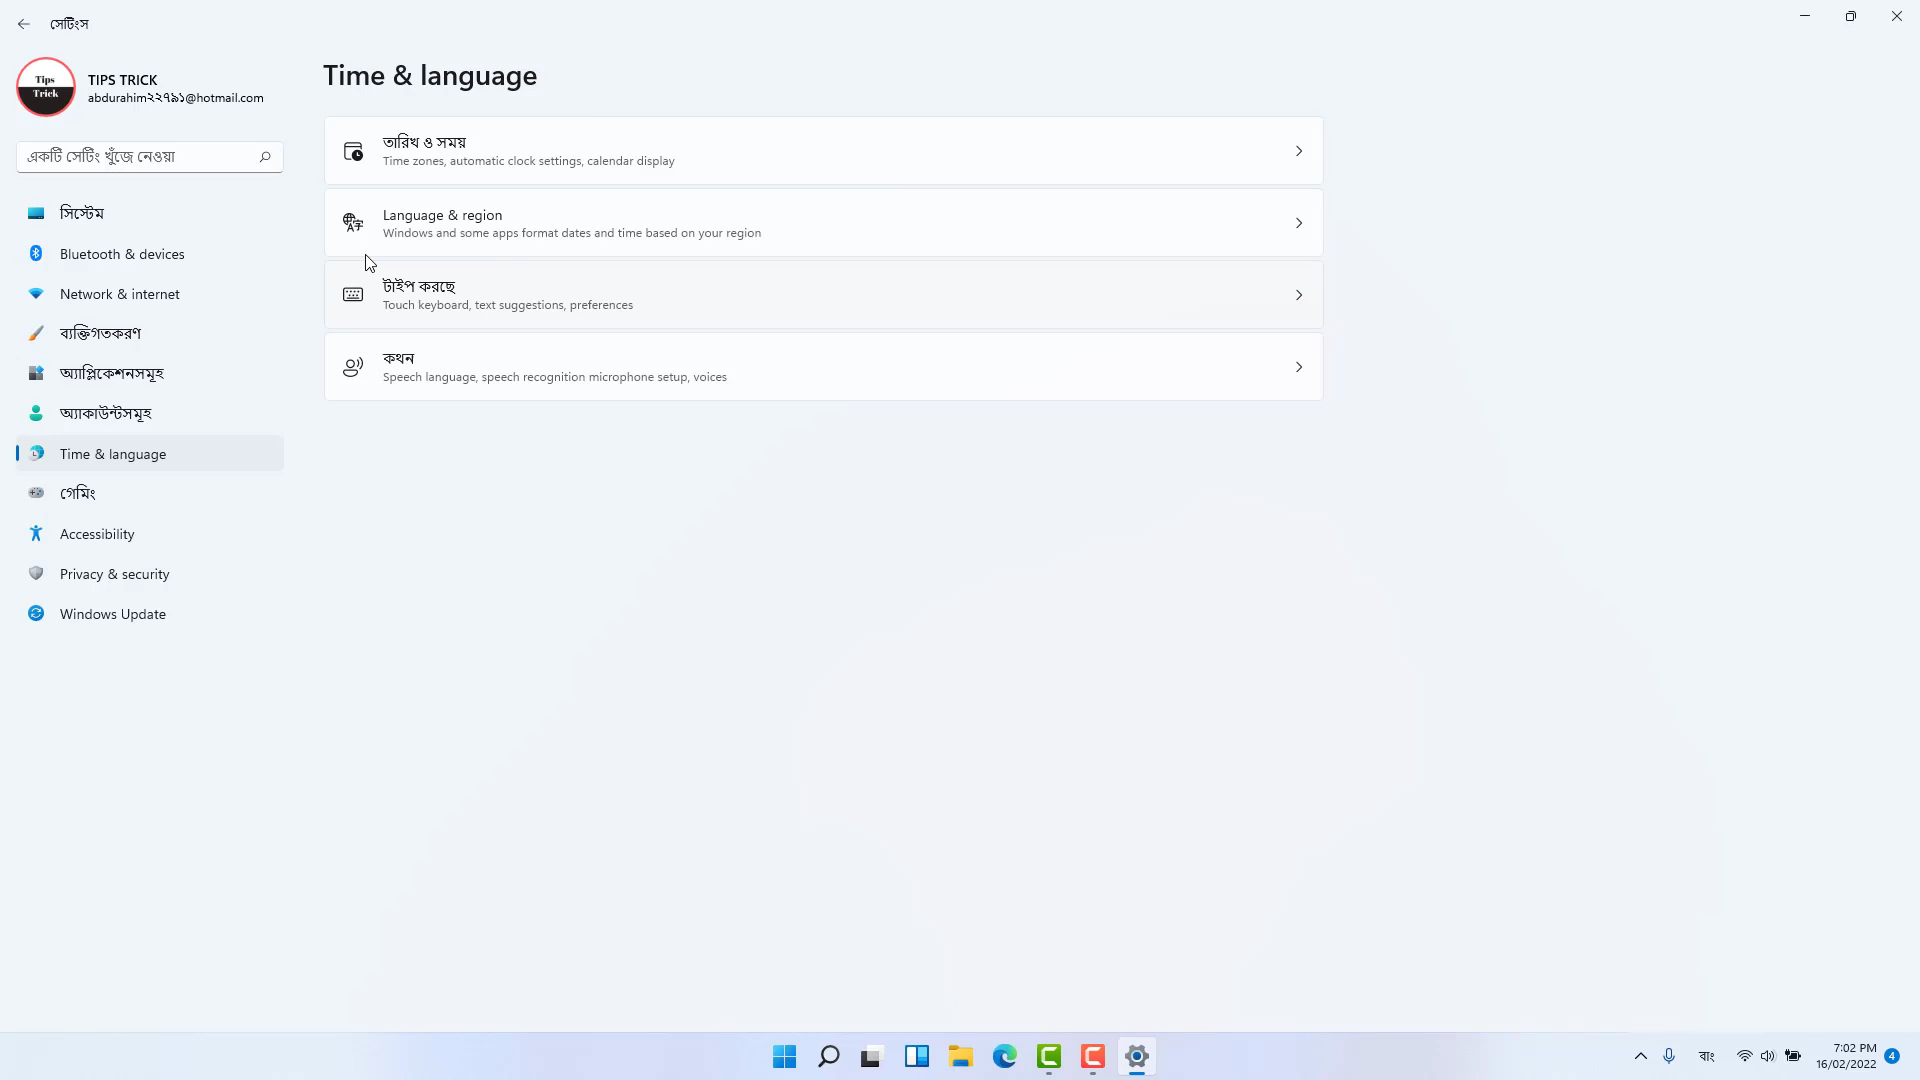 সেটিংস
Tips
Trick
TIPS TRICK
abdurahim২২৭৯১@hotmail.com
একটি সেটিং খুঁজে নেওয়া
সিস্টেম
Bluetooth & devices
Network & internet
ব্যক্তিগতকরণ
অ্যাপ্লিকেশনসমূহ
অ্যাকাউন্টসমূহ
Time & language
গেমিং
Accessibility
Privacy & security
Windows Update
Time & language
তারিখ ও সময়
Time zones, automatic clock settings, calendar display
Language & region
Windows and some apps format dates and time based on your region
টাইপ করছে
Touch keyboard, text suggestions, preferences
কথন
Speech language, speech recognition microphone setup, voices
বাং
7:02 PM
16/02/2022
4